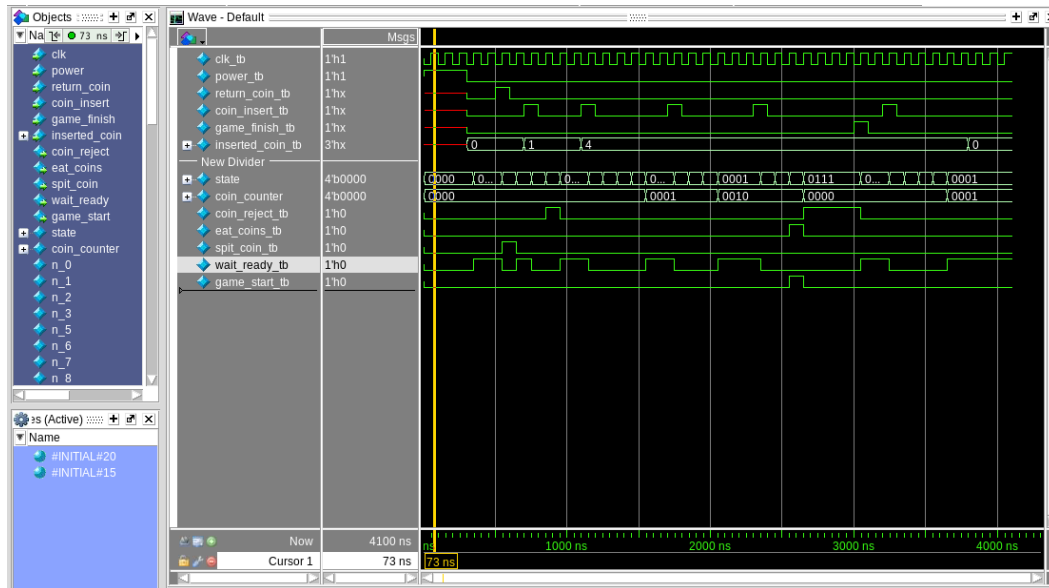 Objects
Wave - Default
Na
73 ns
Msgs
clk
power
return_coin
coin_insert
game_finish
inserted_coin
coin_reject
eat_coins
spit_coin
wait_ready
game_start
state
coin_counter
n_0
n_1
n_2
n_3
n_5
n_6
n_7
n_8
clk_tb 1'h1
power_tb 1'h1
return_coin_tb 1'hx
coin_insert_tb 1'hx
game_finish_tb 1'hx
inserted_coin_tb 3'hx 0 1 4 0
New Divider
state 4'b0000 0000 0... 0... 0... 0001 0111 0... 0001
coin_counter 4'b0000 0000 0001 0010 0000 0001
coin_reject_tb 1'h0
eat_coins_tb 1'h0
spit_coin_tb 1'h0
wait_ready_tb 1'h0
game_start_tb 1'h0
es (Active)
Name
#INITIAL#20
#INITIAL#15
Now 4100 ns ns 1000 ns 2000 ns 3000 ns 4000 ns
Cursor 1 73 ns 73 ns